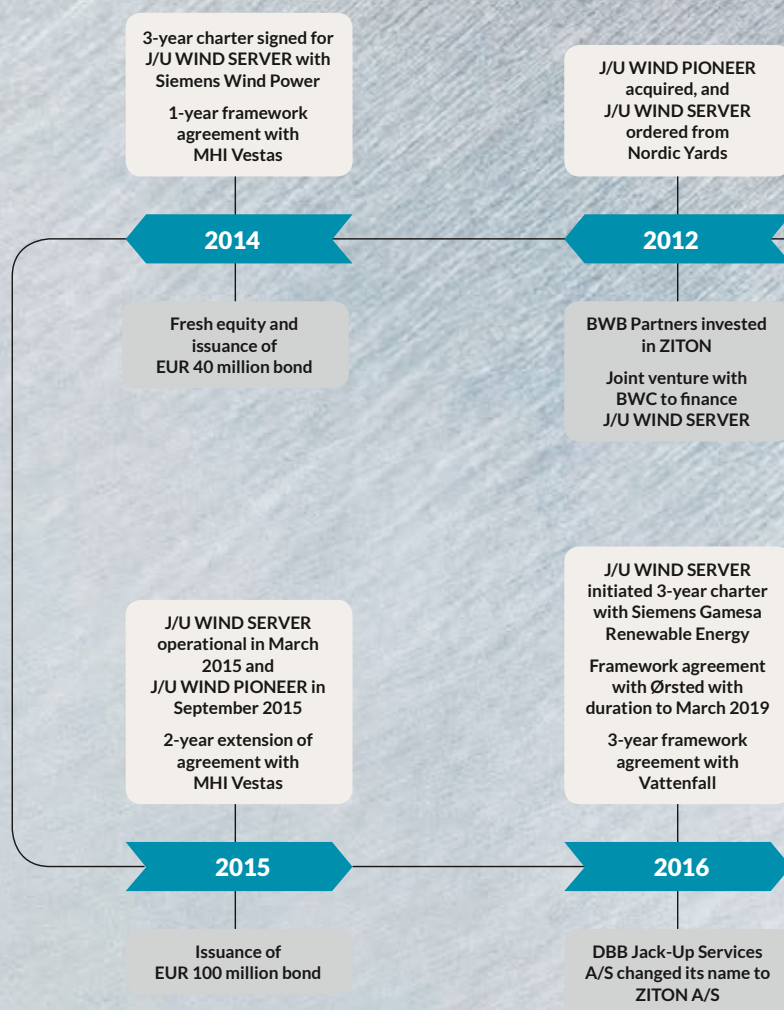 3-year charter signed for
J/U WIND SERVER with
Siemens Wind Power
1-year framework
agreement with
MHI Vestas
2014
Fresh equity and
issuance of
EUR 40 million bond
J/U WIND PIONEER
acquired, and
J/U WIND SERVER
ordered from
Nordic Yards
2012
BWB Partners invested
in ZITON
Joint venture with
BWC to finance
J/U WIND SERVER
J/U WIND SERVER
operational in March
2015 and
J/U WIND PIONEER in
September 2015
2-year extension of
agreement with
MHI Vestas
2015
Issuance of
EUR 100 million bond
J/U WIND SERVER
initiated 3-year charter
with Siemens Gamesa
Renewable Energy
Framework agreement
with Ørsted with
duration to March 2019
3-year framework
agreement with
Vattenfall
2016
DBB Jack-Up Services
A/S changed its name to
ZITON A/S